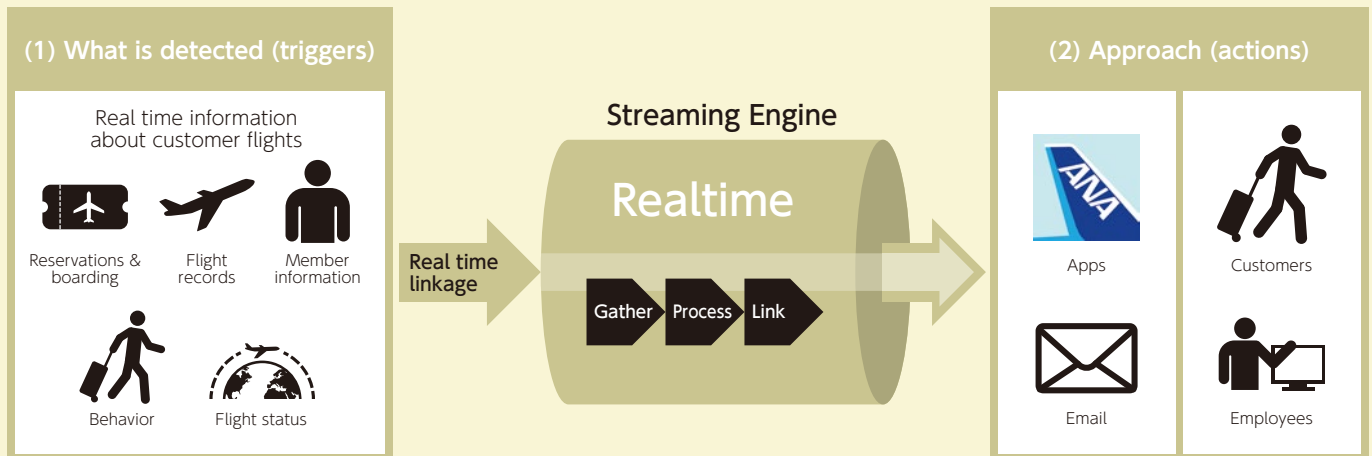 (1) What is detected (triggers)
Real time information
about customer flights
Reservations &
boarding
Flight
records
Member
information
Behavior
Flight status
Real time
linkage
Streaming Engine
Realtime
Gather
Process
Link
(2) Approach (actions)
ANA
Apps
Customers
Email
Employees